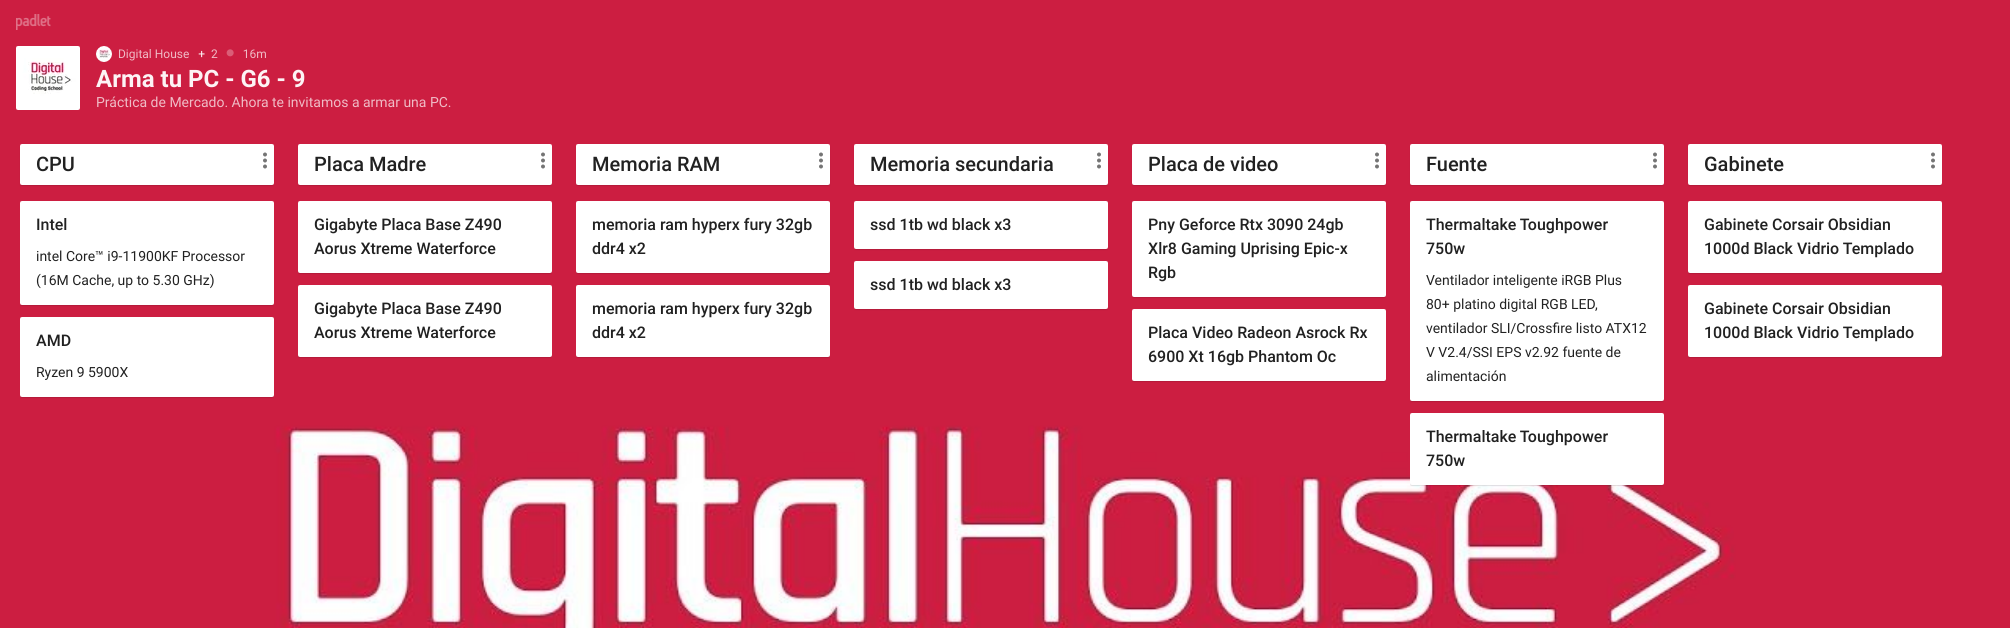 padlet
Digital House + 2 • 16m
Digital
House>
Coding School
Arma tu PC - G6 - 9
Práctica de Mercado. Ahora te invitamos a armar una PC.
CPU
Intel
intel Core™ i9-11900KF Processor
(16M Cache, up to 5.30 GHz)
AMD
Ryzen 9 5900X
Placa Madre
Gigabyte Placa Base Z490
Aorus Xtreme Waterforce
Gigabyte Placa Base Z490
Aorus Xtreme Waterforce
Memoria RAM
memoria ram hyperx fury 32gb
ddr4 x2
memoria ram hyperx fury 32gb
ddr4 x2
Memoria secundaria
ssd 1tb wd black x3
ssd 1tb wd black x3
Placa de video
Pny Geforce Rtx 3090 24gb
Xlr8 Gaming Uprising Epic-x
Rgb
Placa Video Radeon Asrock Rx
6900 Xt 16gb Phantom Oc
Fuente
Thermaltake Toughpower
750w
Ventilador inteligente iRGB Plus
80+ platino digital RGB LED,
ventilador SLI/Crossfire listo ATX12
V V2.4/SSI EPS v2.92 fuente de
alimentación
Thermaltake Toughpower
750w
Gabinete
Gabinete Corsair Obsidian
1000d Black Vidrio Templado
Gabinete Corsair Obsidian
1000d Black Vidrio Templado
DigitalHouse>